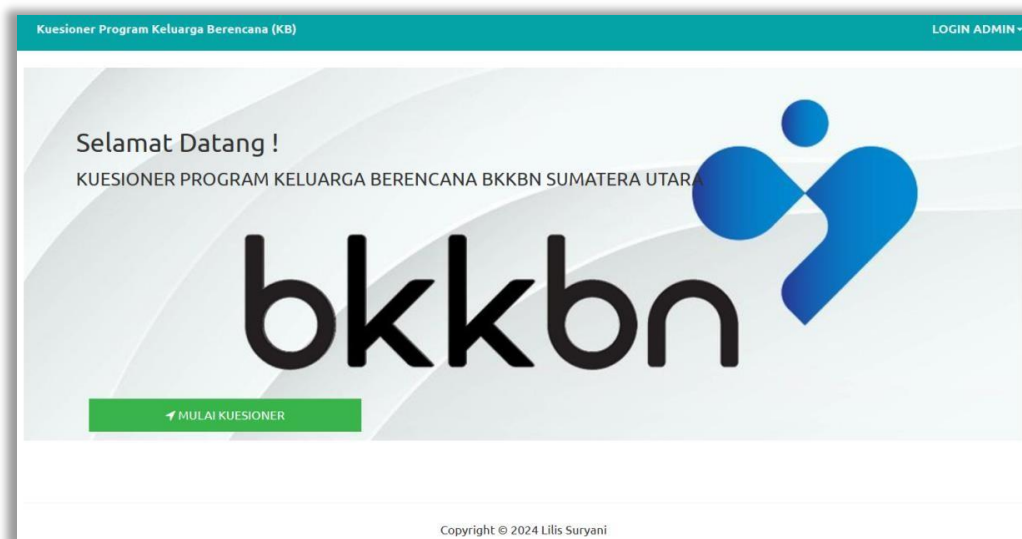 Kuesioner Program Keluarga Berencana (KB)
LOGIN ADMIN
Selamat Datang !
KUESIONER PROGRAM KELUARGA BERENCANA BKKBN SUMATERA UTARA
bkkbn
MULAI KUESIONER
Copyright © 2024 Lilis Suryani